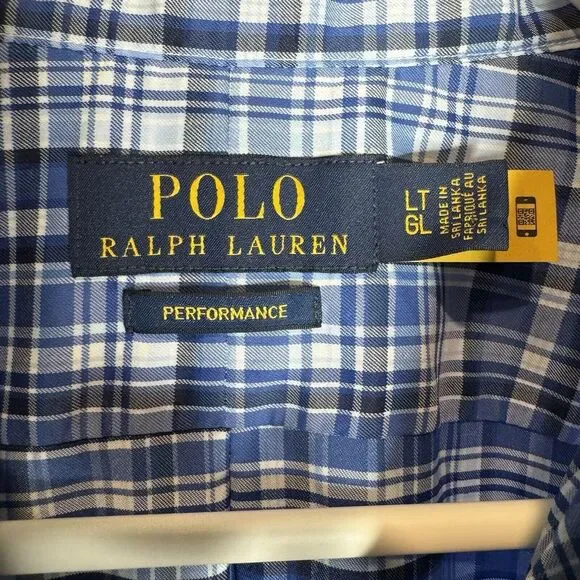 POLO
RALPH LAUREN
PERFORMANCE
LT
GL
MADE IN
SRI LANKA
FABRIQUÉ AU
SRI LANKA